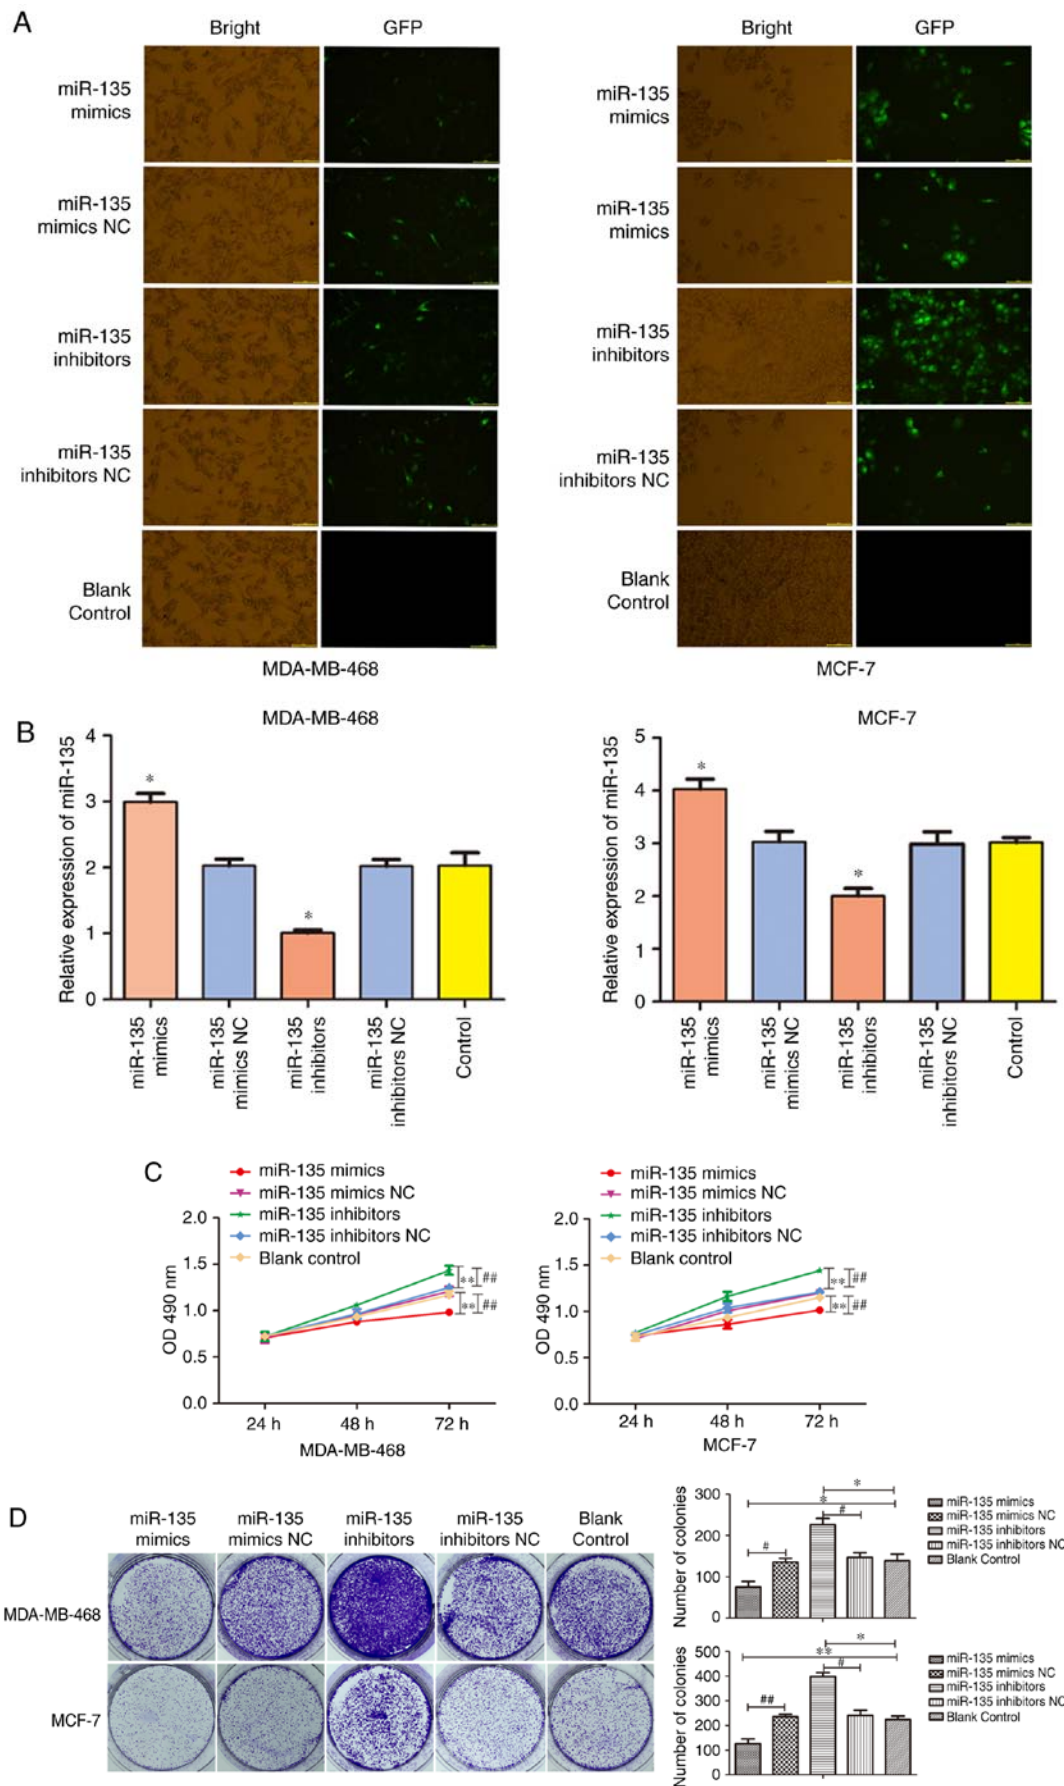 A
Bright
GFP
Bright
GFP
miR-135
mimics
miR-135
mimics NC
miR-135
inhibitors
miR-135
inhibitors NC
Blank
Control
MDA-MB-468
miR-135
mimics
miR-135
mimics
miR-135
inhibitors
miR-135
inhibitors NC
Blank
Control
MCF-7
B
MDA-MB-468
Relative expression of miR-135
4
3
2
1
0
*
*
miR-135
mimics
miR-135
mimics NC
miR-135
inhibitors
miR-135
inhibitors NC
Control
MCF-7
Relative expression of miR-135
5
4
3
2
1
0
*
*
miR-135
mimics
miR-135
mimics NC
miR-135
inhibitors
miR-135
inhibitors NC
Control
C
miR-135 mimics
miR-135 mimics NC
miR-135 inhibitors
miR-135 inhibitors NC
Blank control
OD 490 nm
2.0
1.5
1.0
0.5
0.0
** ##
** ##
24 h 48 h 72 h
MDA-MB-468
miR-135 mimics
miR-135 mimics NC
miR-135 inhibitors
miR-135 inhibitors NC
Blank control
OD 490 nm
2.0
1.5
1.0
0.5
0.0
** ##
** ##
24 h 48 h 72 h
MCF-7
D
miR-135
mimics
miR-135
mimics NC
miR-135
inhibitors
miR-135
inhibitors NC
Blank
Control
MDA-MB-468
MCF-7
Number of colonies
300
200
100
0
*
*
#
#
miR-135 mimics
miR-135 mimics NC
miR-135 inhibitors
miR-135 inhibitors NC
Blank Control
Number of colonies
500
400
300
200
100
0
*
**
#
##
miR-135 mimics
miR-135 mimics NC
miR-135 inhibitors
miR-135 inhibitors NC
Blank Control